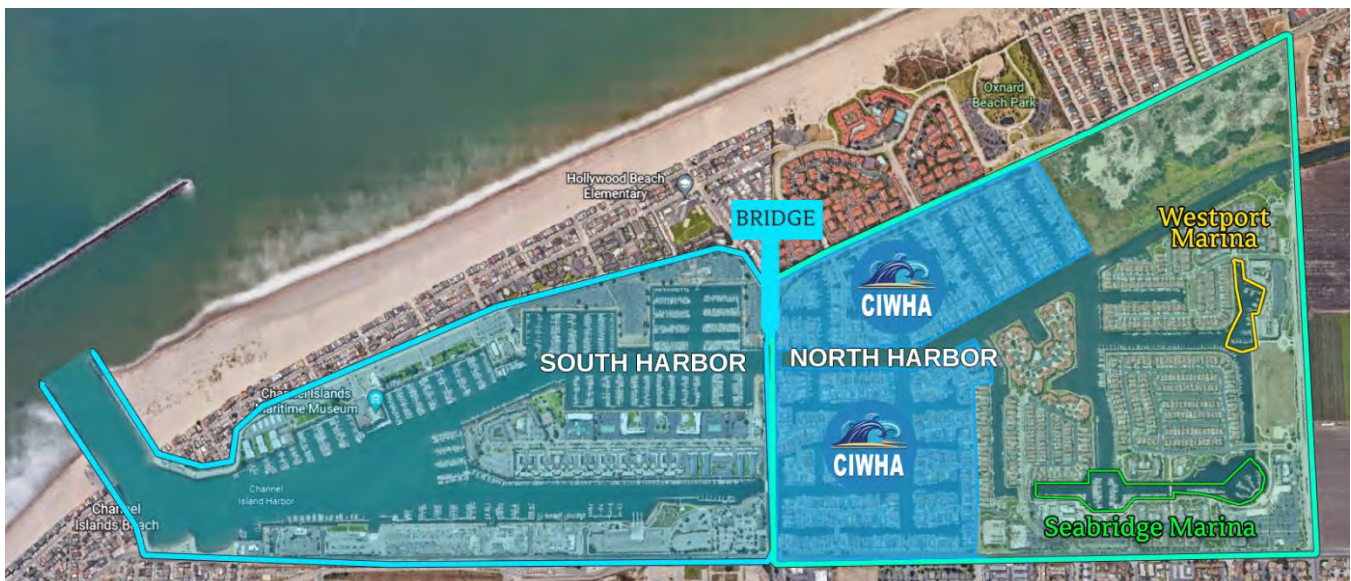 Oxnard
Beach Park
Hollywood Beach
Elementary
BRIDGE
Westport
Marina
CIWHA
SOUTH HARBOR
NORTH HARBOR
Channel Islands
Maritime Museum
CIWHA
Channel
Island Harbor
Channel
Islands Beach
Seabridge Marina